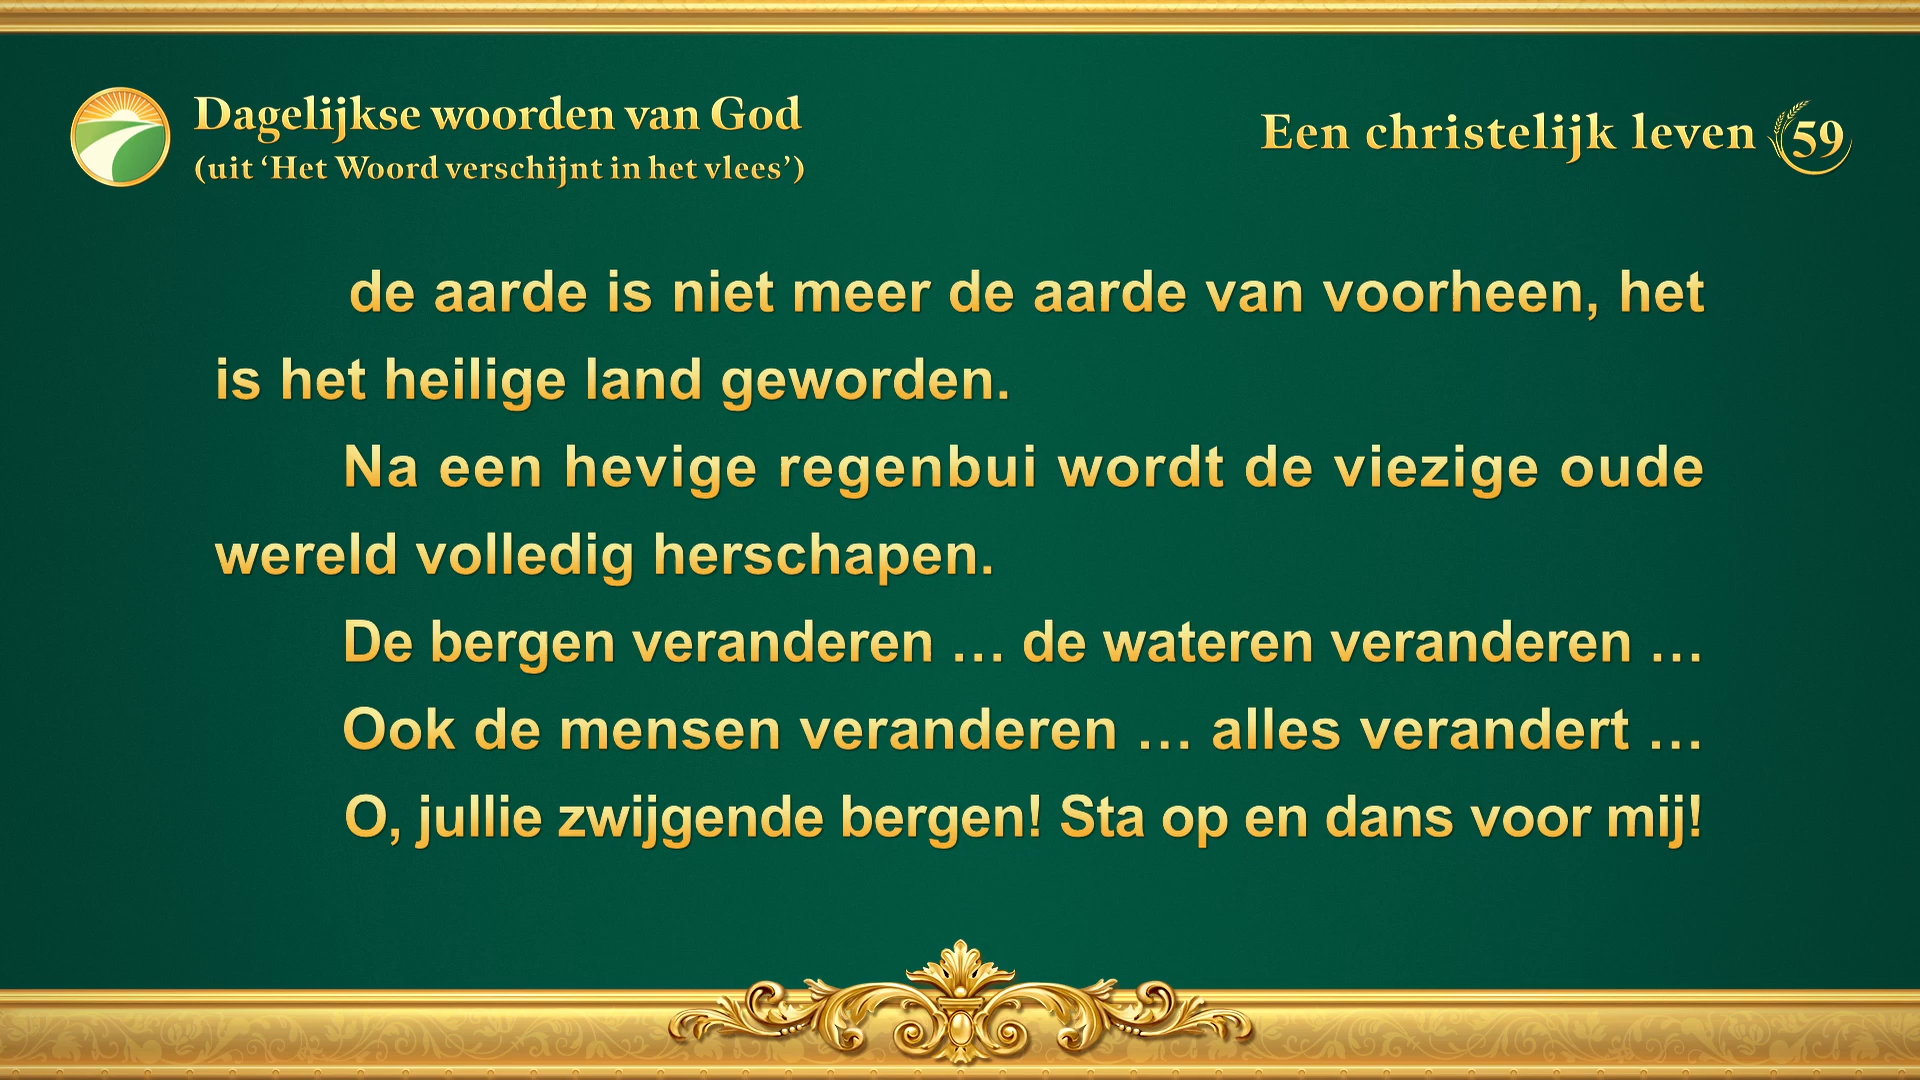 Dagelijkse woorden van God
(uit ‘Het Woord verschijnt in het vlees’)
Een christelijk leven 59
de aarde is niet meer de aarde van voorheen, het
is het heilige land geworden.
Na een hevige regenbui wordt de viezige oude
wereld volledig herschapen.
De bergen veranderen … de wateren veranderen …
Ook de mensen veranderen … alles verandert …
O, jullie zwijgende bergen! Sta op en dans voor mij!